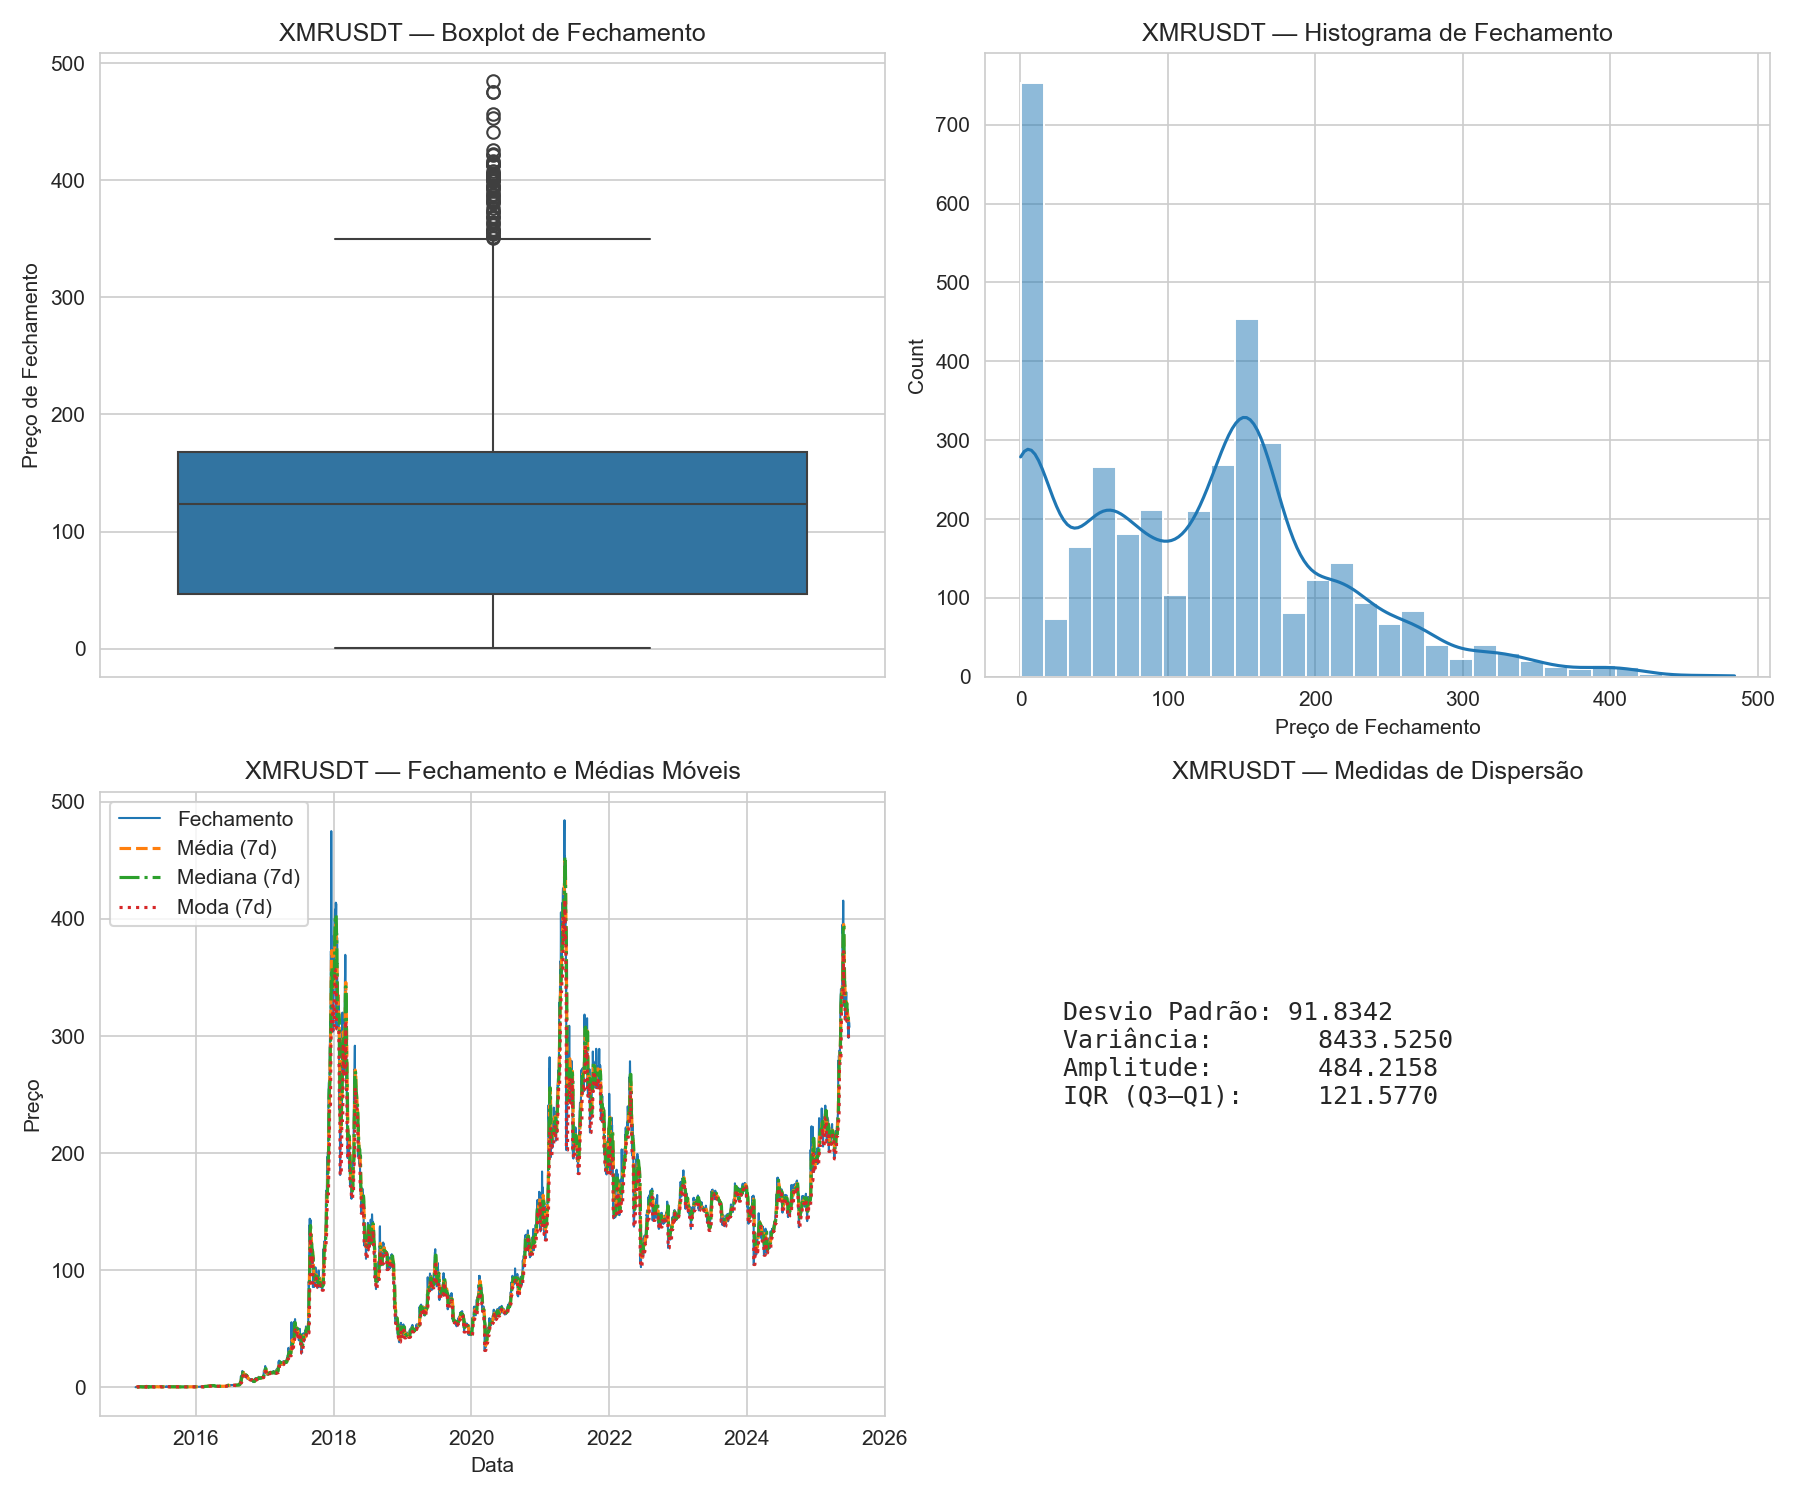 XMRUSDT — Boxplot de Fechamento
500
400
300
200
100
0
Preço de Fechamento
XMRUSDT — Histograma de Fechamento
700
600
500
400
300
200
100
0
Count
0 100 200 300 400 500
Preço de Fechamento
XMRUSDT — Fechamento e Médias Móveis
Fechamento
Média (7d)
Mediana (7d)
Moda (7d)
500
400
300
200
100
0
Preço
2016 2018 2020 2022 2024 2026
Data
XMRUSDT — Medidas de Dispersão
Desvio Padrão: 91.8342
Variância: 8433.5250
Amplitude: 484.2158
IQR (Q3–Q1): 121.5770